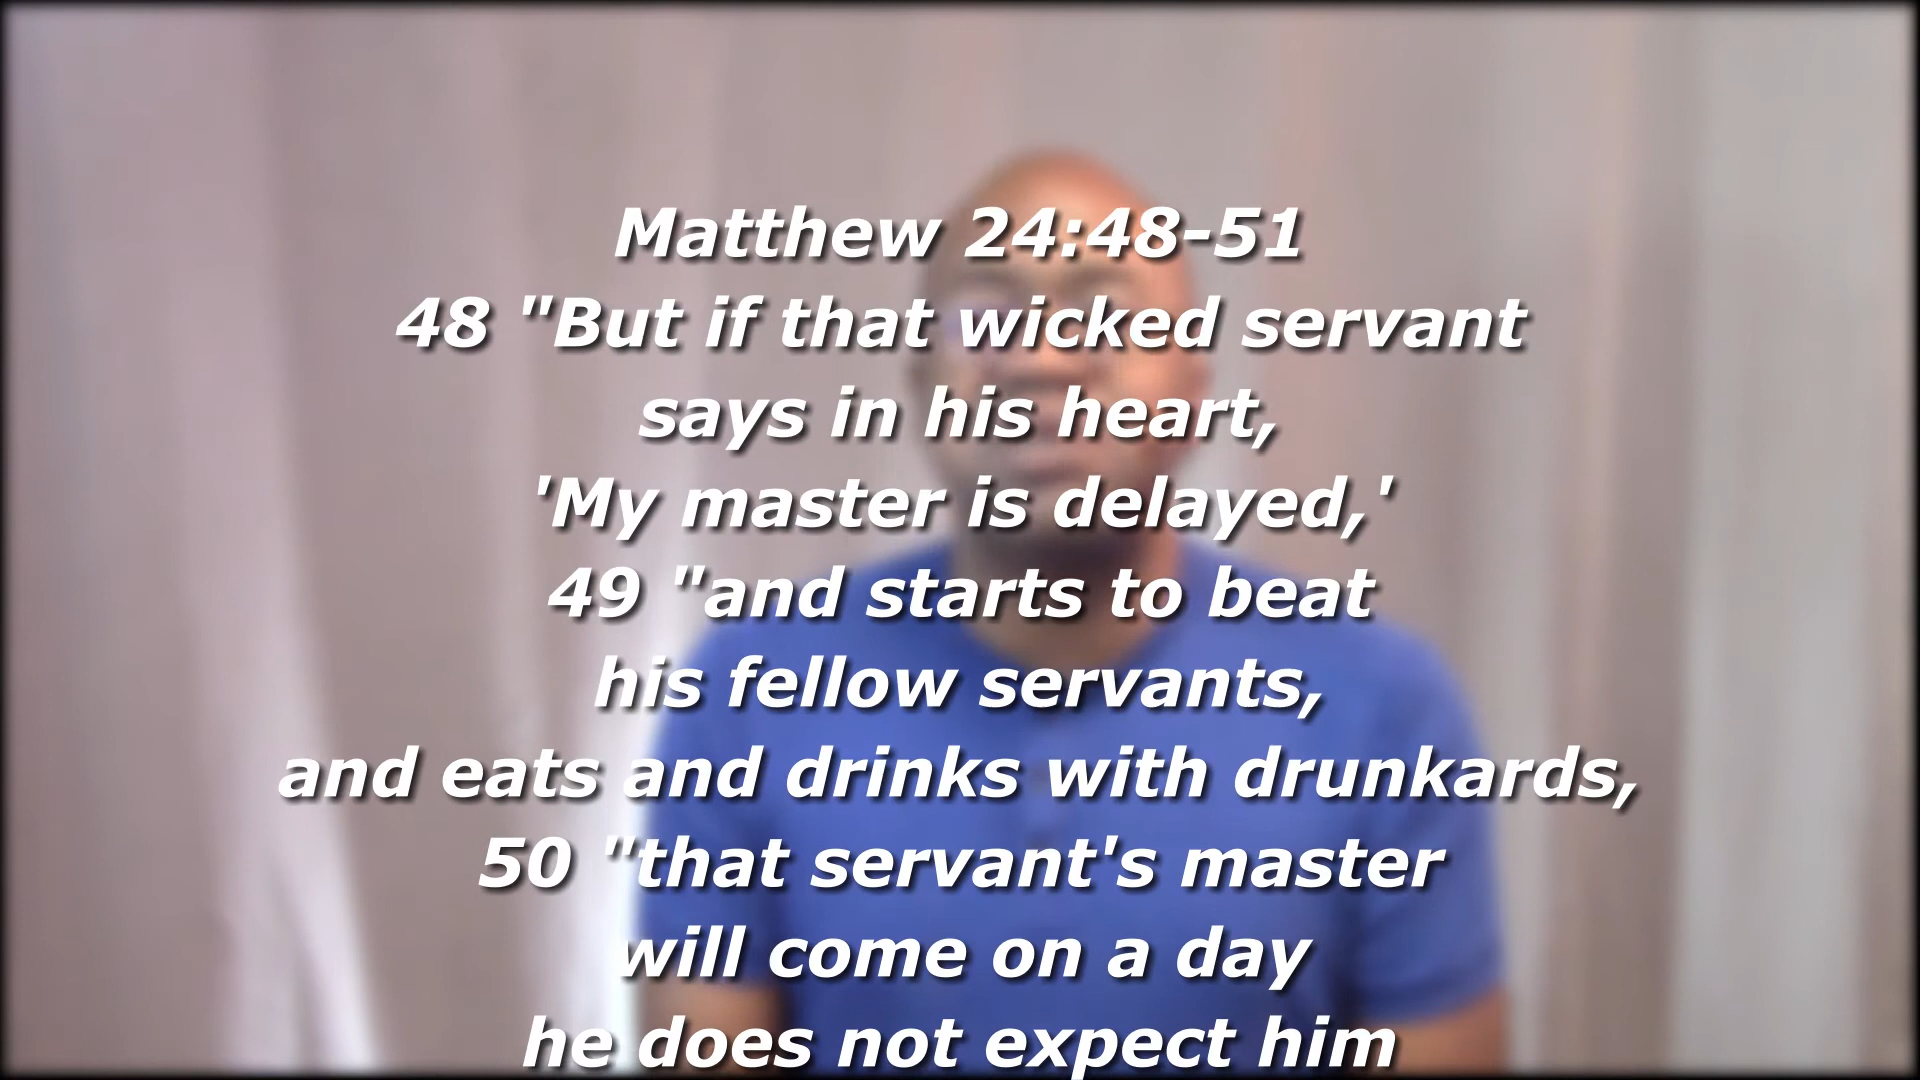 Matthew 24:48-51
48 "But if that wicked servant
says in his heart,
'My master is delayed,'
49 "and starts to beat
his fellow servants,
and eats and drinks with drunkards,
50 "that servant's master
will come on a day
he does not expect him